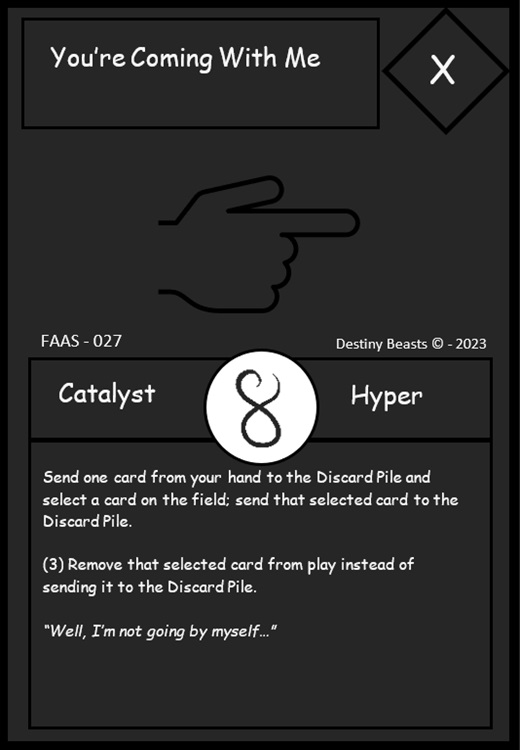 You're Coming With Me
X
FAAS - 027
Destiny Beasts © - 2023
Catalyst
Hyper
Send one card from your hand to the Discard Pile and
select a card on the field; send that selected card to the
Discard Pile.
(3) Remove that selected card from play instead of
sending it to the Discard Pile.
“Well, I’m not going by myself…”